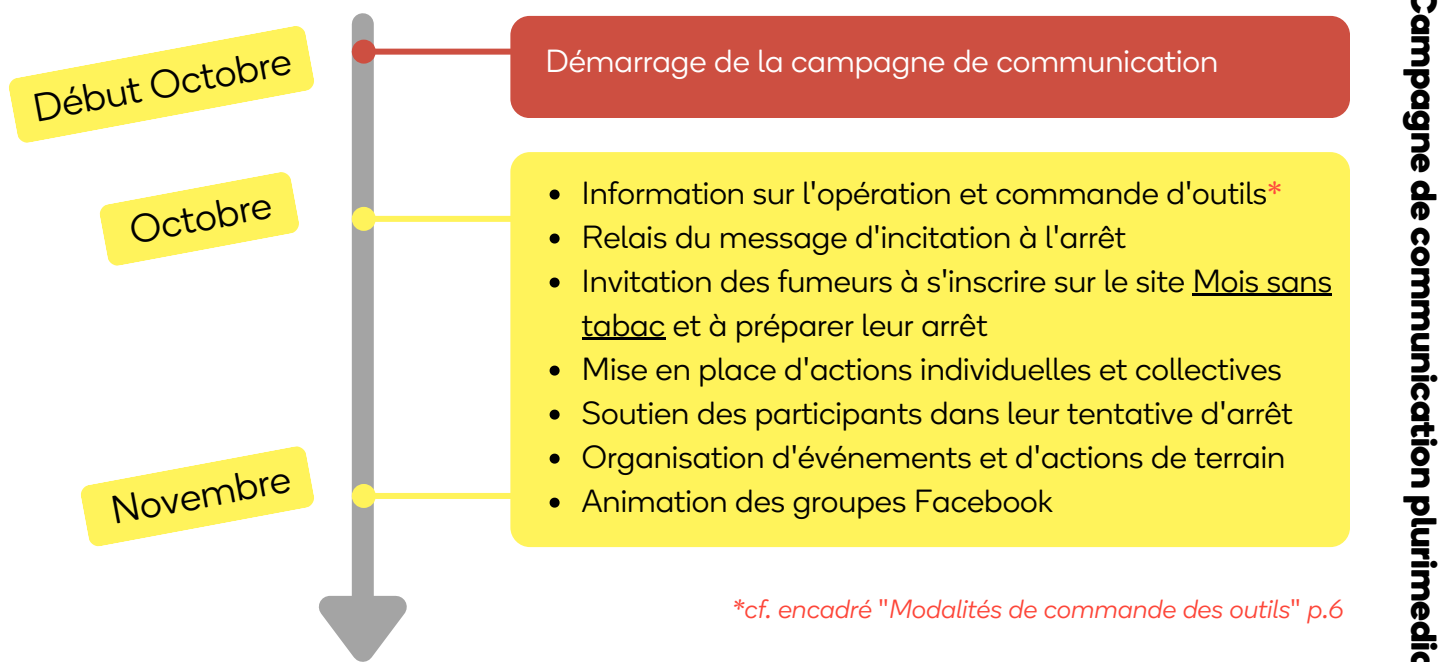 Début Octobre
Démarrage de la campagne de communication
Octobre
• Information sur l'opération et commande d'outils*
• Relais du message d'incitation à l'arrêt
• Invitation des fumeurs à s'inscrire sur le site Mois sans
tabac et à préparer leur arrêt
• Mise en place d'actions individuelles et collectives
• Soutien des participants dans leur tentative d'arrêt
• Organisation d'événements et d'actions de terrain
• Animation des groupes Facebook
Novembre
*cf. encadré "Modalités de commande des outils" p.6
Campagne de communication plurimedia